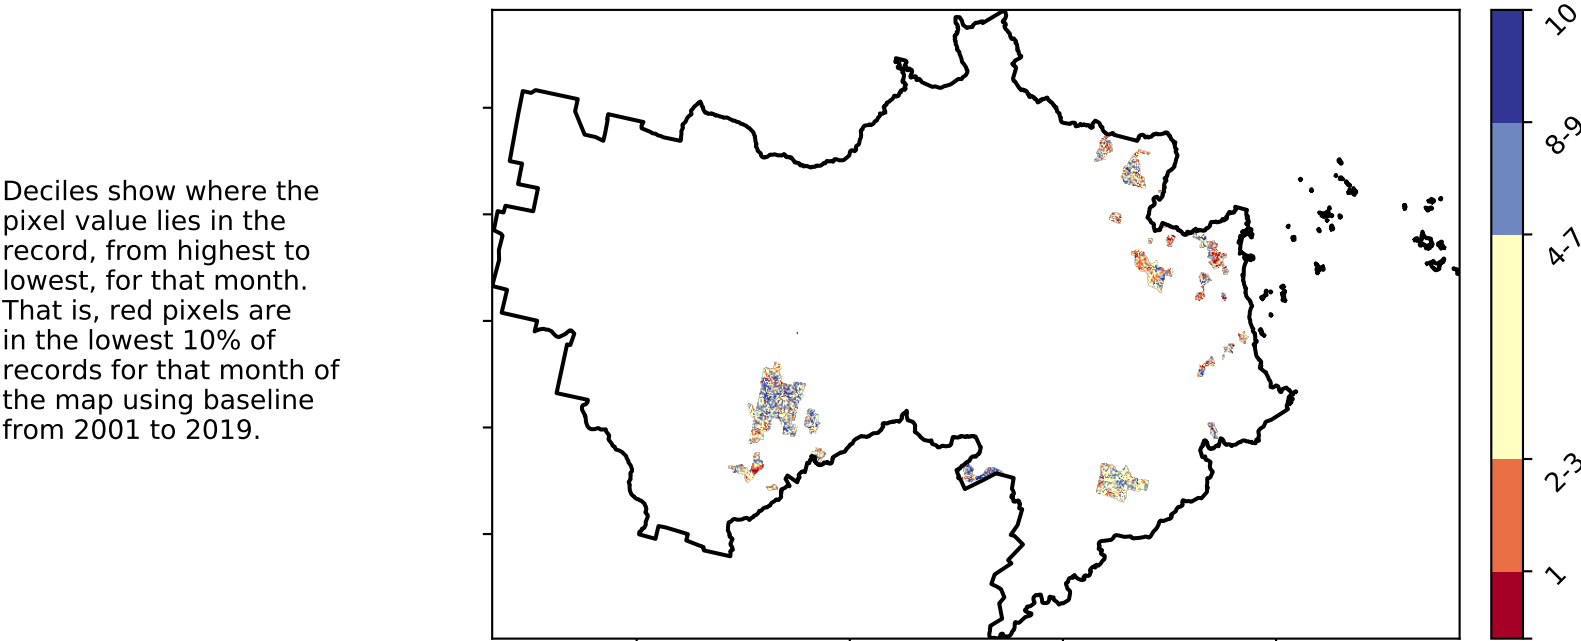 Deciles show where the
pixel value lies in the
record, from highest to
lowest, for that month.
That is, red pixels are
in the lowest 10% of
records for that month of
the map using baseline
from 2001 to 2019.
10
8-9
4-7
2-3
1